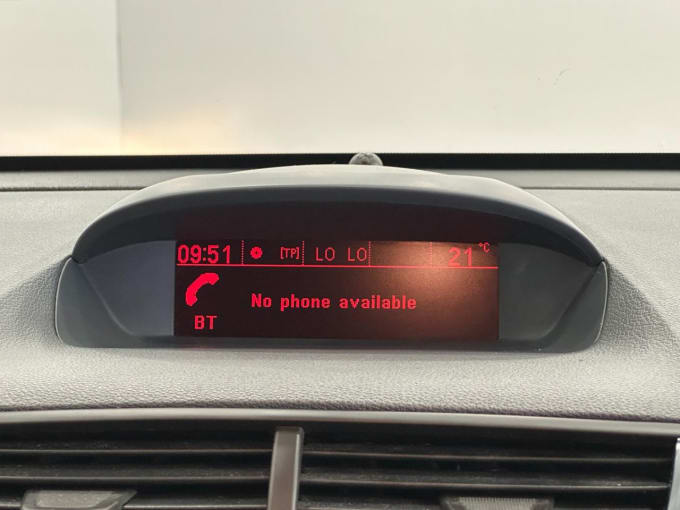 09:51 [TP] LO LO 21 °C
No phone available
BT